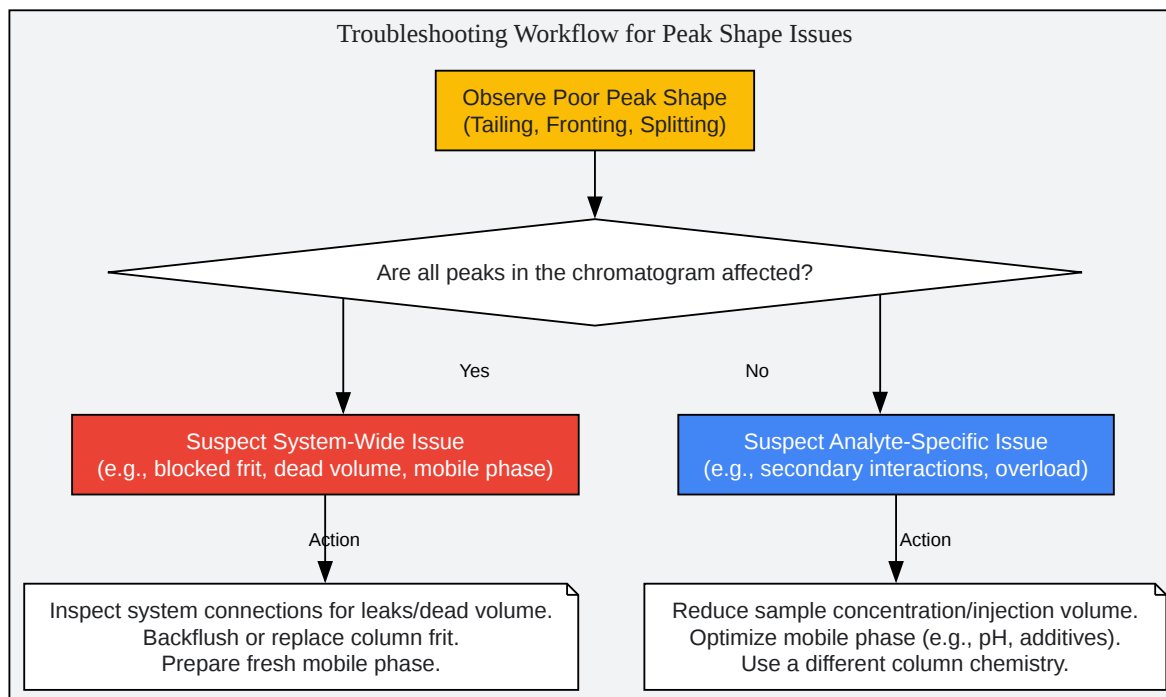 Troubleshooting Workflow for Peak Shape Issues
Observe Poor Peak Shape
(Tailing, Fronting, Splitting)
Are all peaks in the chromatogram affected?
Yes
No
Suspect System-Wide Issue
(e.g., blocked frit, dead volume, mobile phase)
Suspect Analyte-Specific Issue
(e.g., secondary interactions, overload)
Action
Action
Inspect system connections for leaks/dead volume.
Backflush or replace column frit.
Prepare fresh mobile phase.
Reduce sample concentration/injection volume.
Optimize mobile phase (e.g., pH, additives).
Use a different column chemistry.